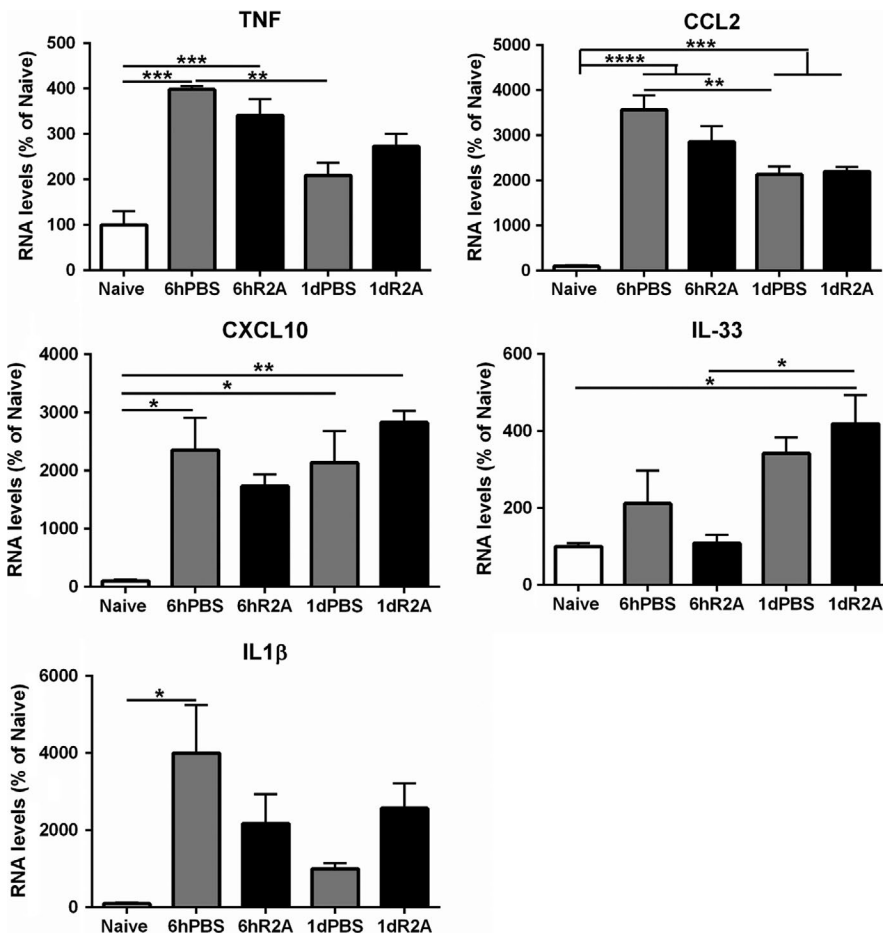 TNF
RNA levels (% of Naive)
500
400
300
200
100
0
***
***
**
Naive 6hPBS 6hR2A 1dPBS 1dR2A
CCL2
RNA levels (% of Naive)
5000
4000
3000
2000
1000
0
***
****
**
Naive 6hPBS 6hR2A 1dPBS 1dR2A
CXCL10
RNA levels (% of Naive)
4000
3000
2000
1000
0
**
*
*
Naive 6hPBS 6hR2A 1dPBS 1dR2A
IL-33
RNA levels (% of Naive)
600
400
200
0
*
*
Naive 6hPBS 6hR2A 1dPBS 1dR2A
IL1β
RNA levels (% of Naive)
6000
4000
2000
0
*
Naive 6hPBS 6hR2A 1dPBS 1dR2A